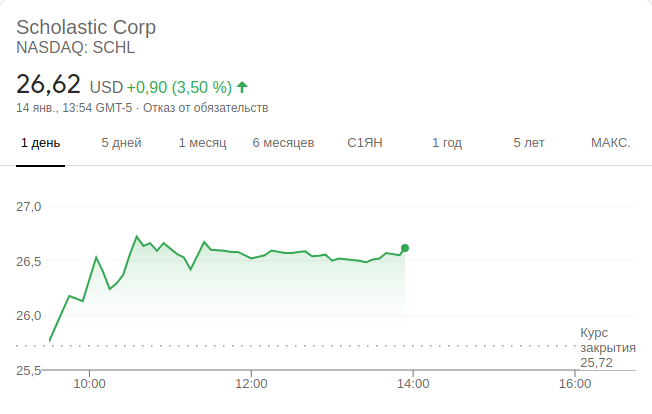 Scholastic Corp
NASDAQ: SCHL
26,62 USD +0,90 (3,50 %)
14 янв., 13:54 GMT-5 · Отказ от обязательств
1 день 5 дней 1 месяц 6 месяцев С1ЯН 1 год 5 лет МАКС.
27,0
26,5
26,0
25,5
Курс
закрытия
25,72
10:00 12:00 14:00 16:00